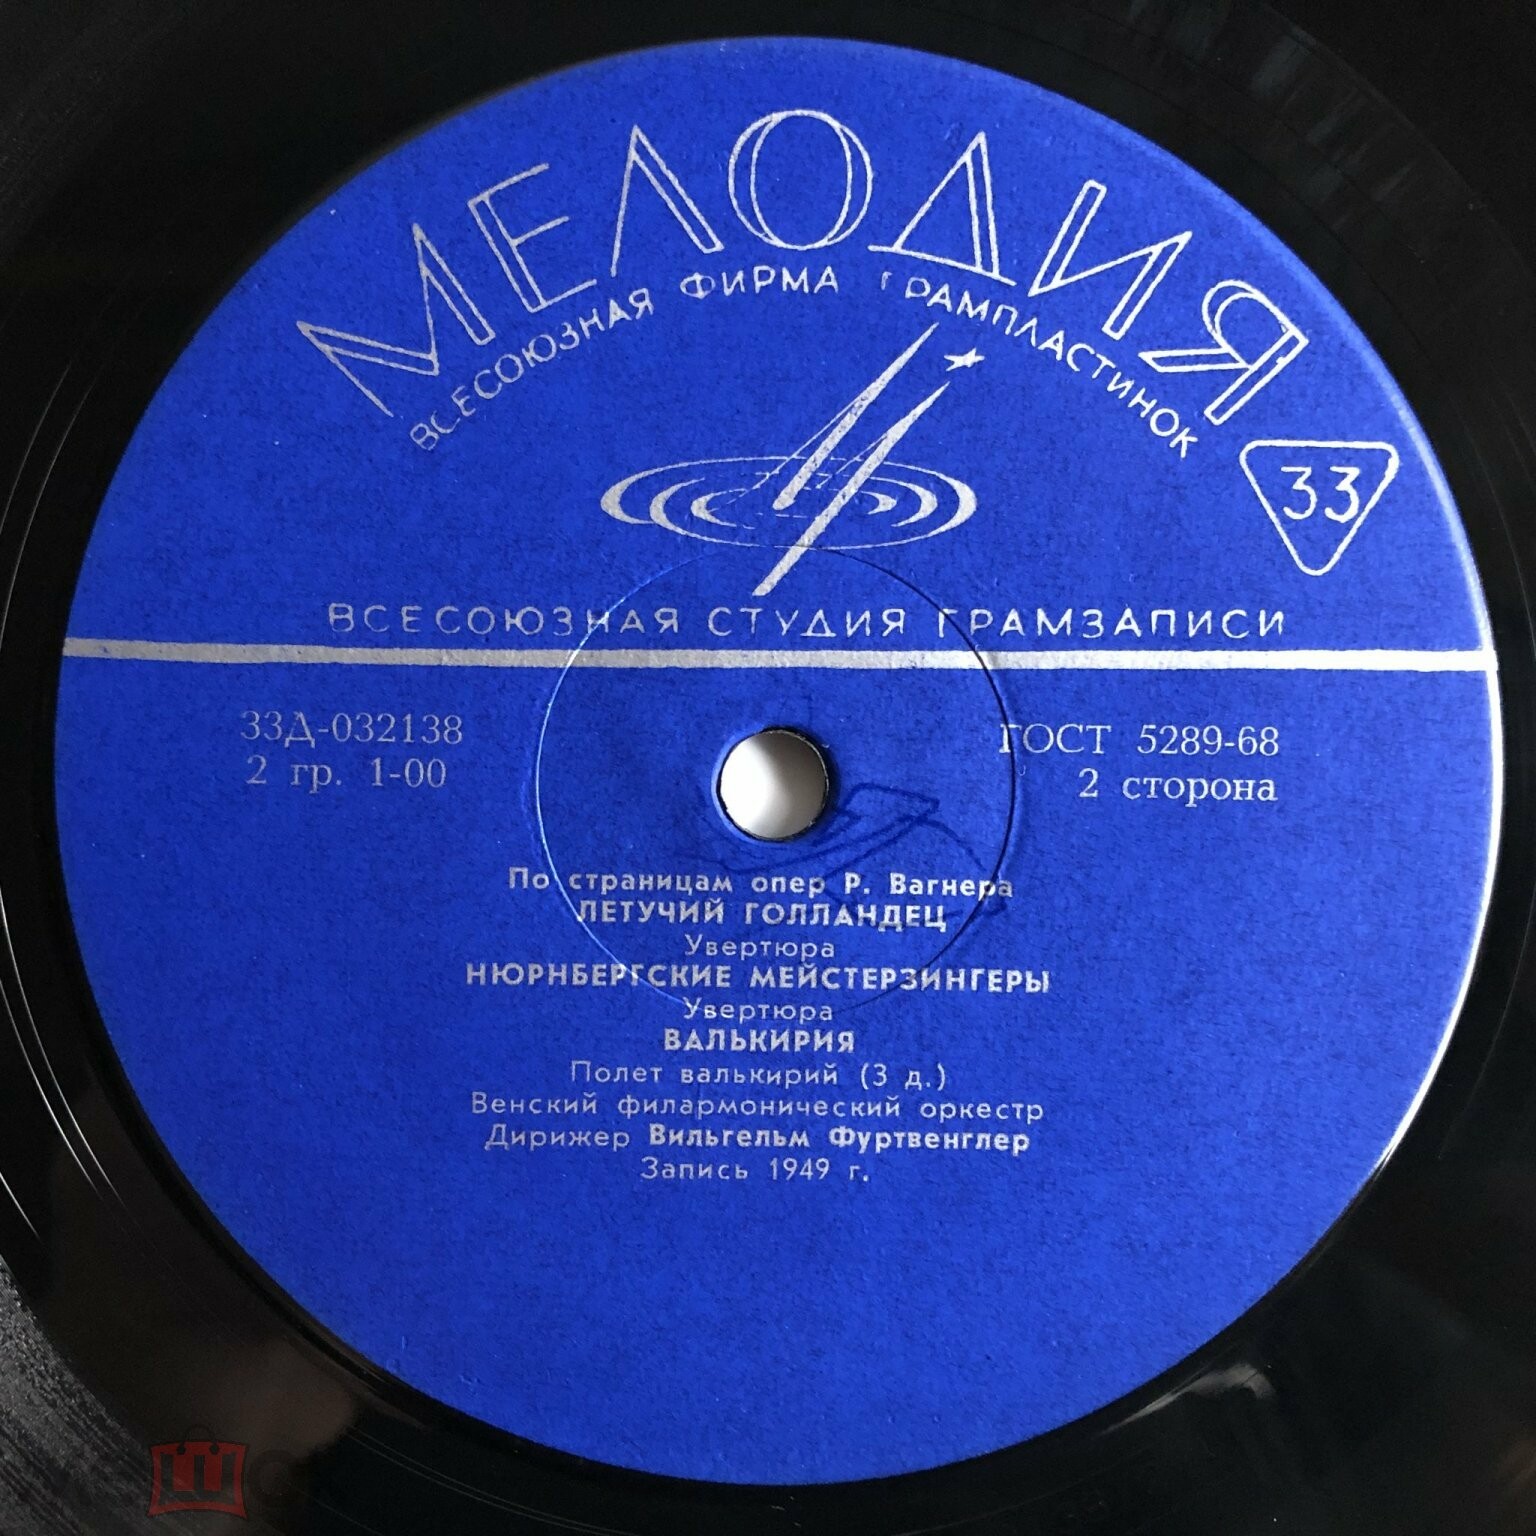 МЕЛОДИЯ
ВСЕСОЮЗНАЯ ФИРМА ГРАМПЛАСТИНОК
33
ВСЕСОЮЗНАЯ СТУДИЯ ГРАМЗАПИСИ
33Д-032138
2 гр. 1-00
ГОСТ 5289-68
2 сторона
По страницам опер Р. Вагнера
ЛЕТУЧИЙ ГОЛЛАНДЕЦ
Увертюра
НЮРНБЕРГСКИЕ МЕЙСТЕРЗИНГЕРЫ
Увертюра
ВАЛЬКИРИЯ
Полет валькирий (3 д.)
Венский филармонический оркестр
Дирижер Вильгельм Фуртвенглер
Запись 1949 г.